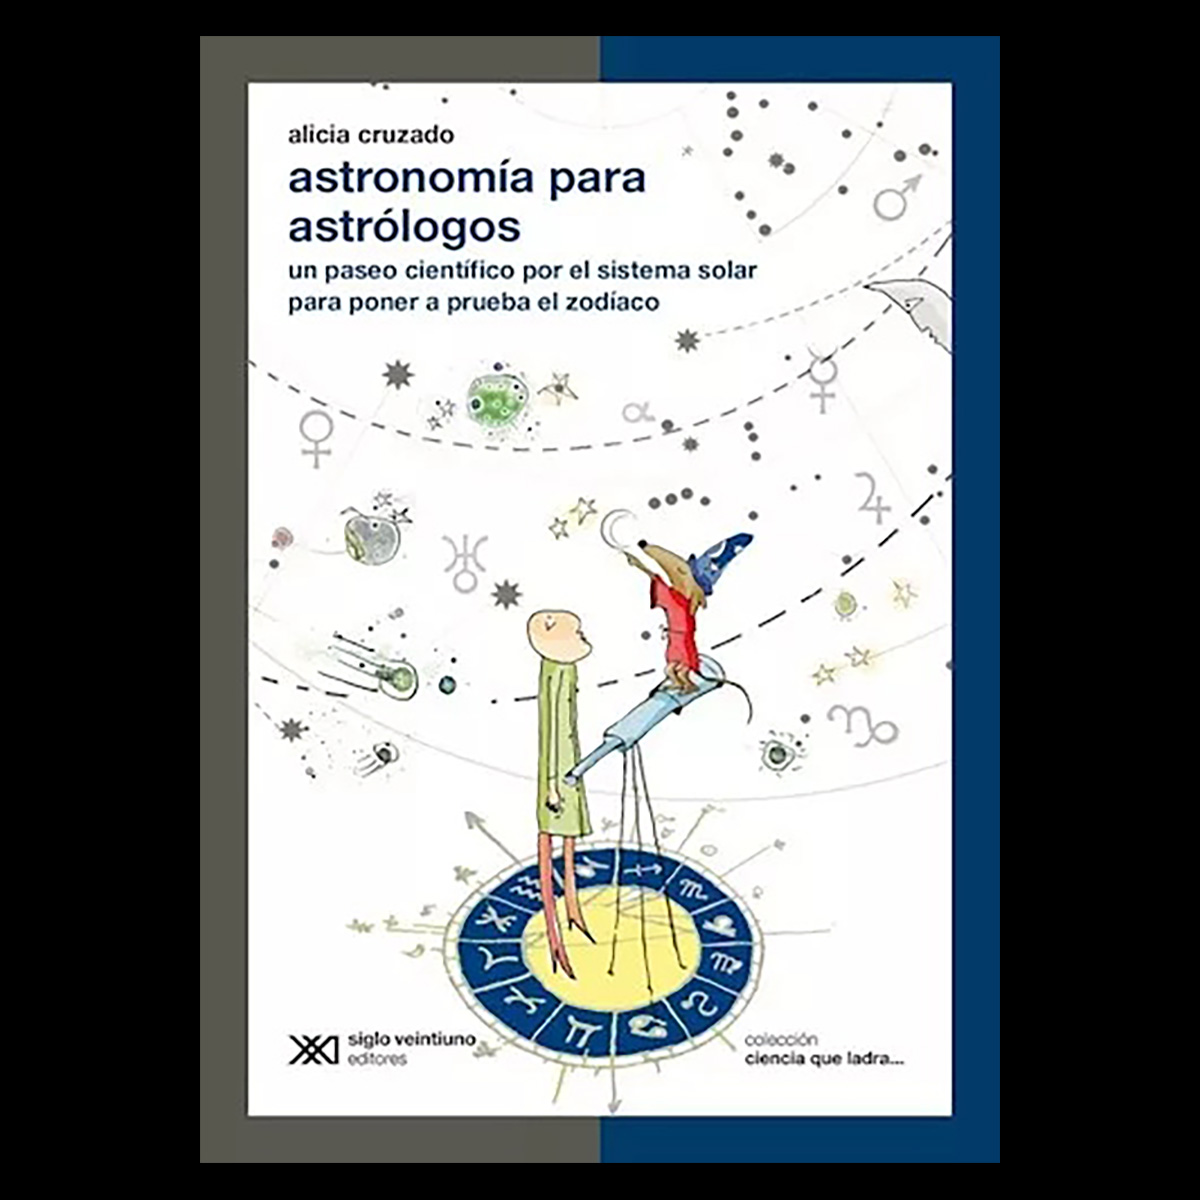 alicia cruzado
astronomía para
astrólogos
un paseo científico por el sistema solar
para poner a prueba el zodíaco
siglo veintiuno
editores
colección
ciencia que ladra...